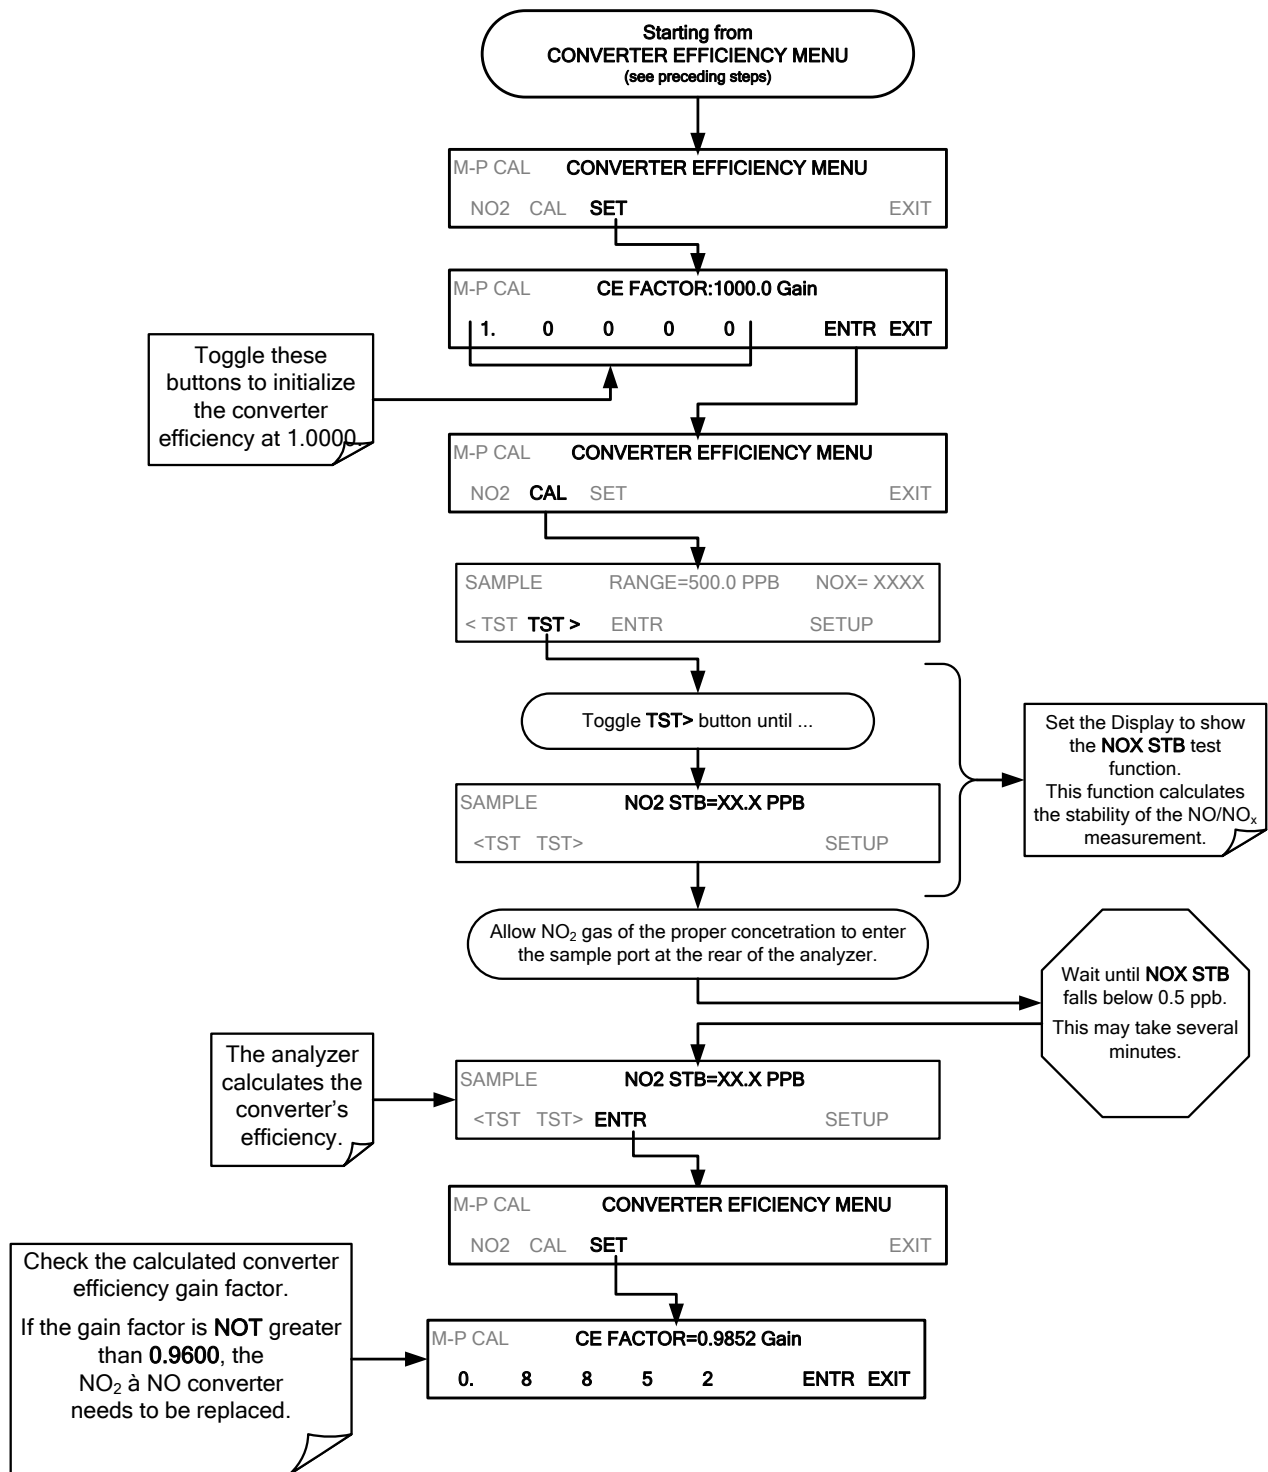 Starting from
CONVERTER EFFICIENCY MENU
(see preceding steps)
M-P CAL CONVERTER EFFICIENCY MENU
NO2 CAL SET EXIT
M-P CAL CE FACTOR:1000.0 Gain
1. 0 0 0 0 ENTR EXIT
Toggle these
buttons to initialize
the converter
efficiency at 1.0000.
M-P CAL CONVERTER EFFICIENCY MENU
NO2 CAL SET EXIT
SAMPLE RANGE=500.0 PPB NOX= XXXX
< TST TST > ENTR SETUP
Toggle TST> button until ...
Set the Display to show
the NOX STB test
function.
This function calculates
the stability of the NO/NOx
measurement.
SAMPLE NO2 STB=XX.X PPB
<TST TST> SETUP
Allow NO2 gas of the proper concetration to enter
the sample port at the rear of the analyzer.
Wait until NOX STB
falls below 0.5 ppb.
This may take several
minutes.
The analyzer
calculates the
converter's
efficiency.
SAMPLE NO2 STB=XX.X PPB
<TST TST> ENTR SETUP
M-P CAL CONVERTER EFICIENCY MENU
NO2 CAL SET EXIT
Check the calculated converter
efficiency gain factor.
If the gain factor is NOT greater
than 0.9600, the
NO2 à NO converter
needs to be replaced.
M-P CAL CE FACTOR=0.9852 Gain
0. 8 8 5 2 ENTR EXIT